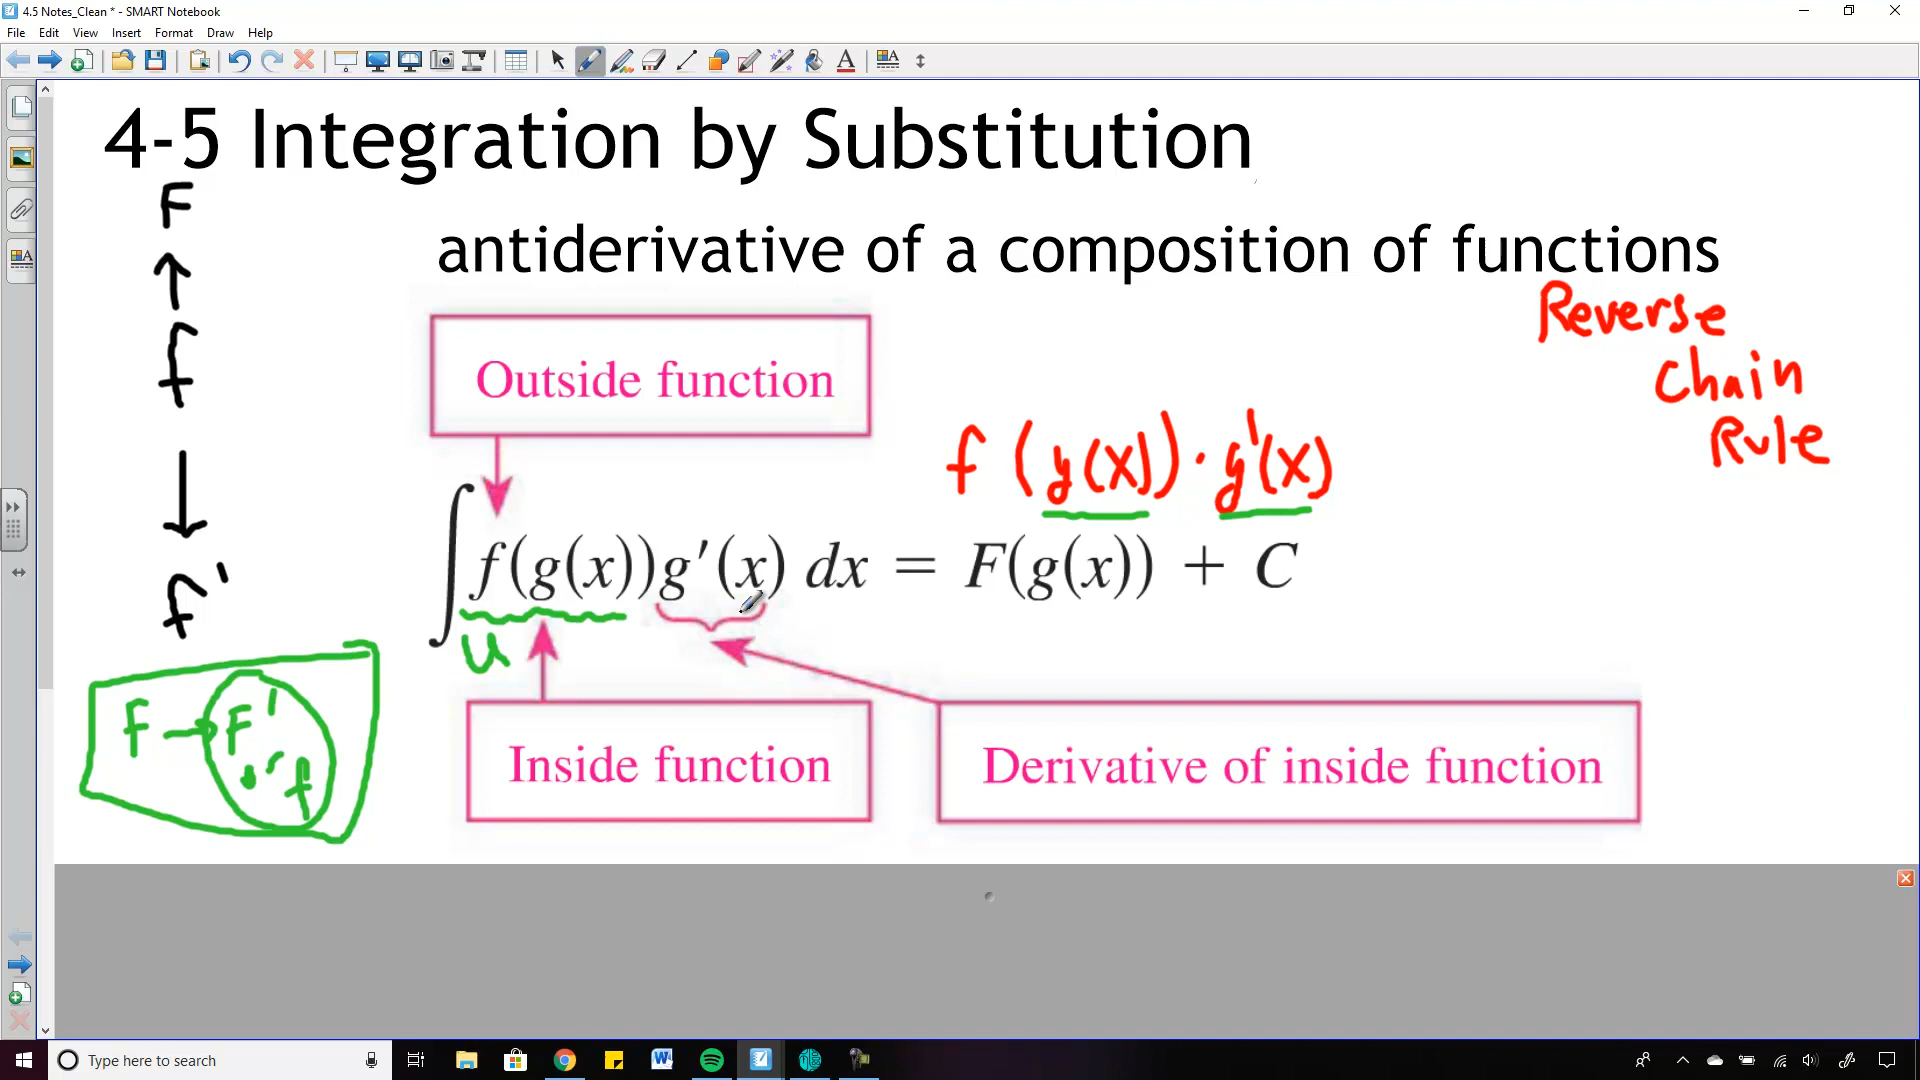 4.5 Notes_Clean * - SMART Notebook
File Edit View Insert Format Draw Help
4-5 Integration by Substitution
antiderivative of a composition of functions
F
↑
f
↓
f'
Reverse
Chain
Rule
Outside function
f(g(x))·g'(x)
∫f(g(x))g′(x) dx = F(g(x)) + C
u
F → F'
or f
Inside function
Derivative of inside function
Type here to search